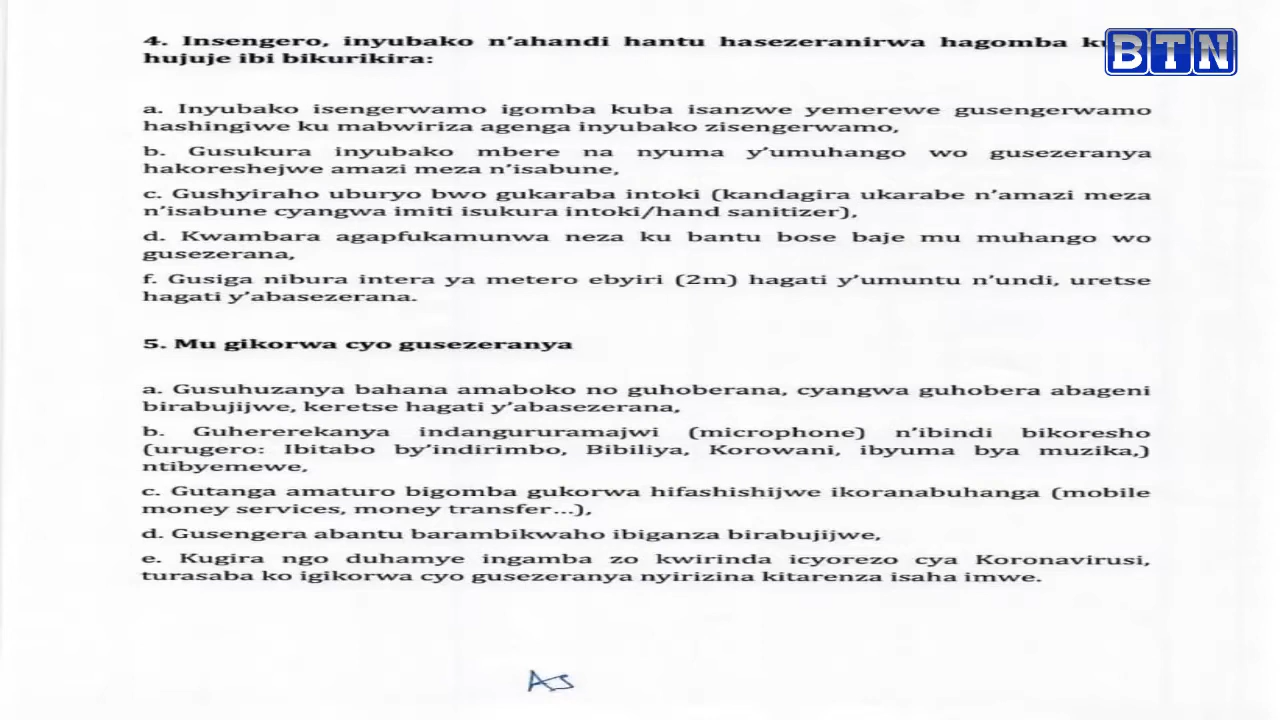 4. Insengero, inyubako n'ahandi hantu hasezeranirwa hagomba
BTN
hujuje ibi bikurikira:
a. Inyubako isengerwamo igomba kuba isanzwe yemerewe gusengerwamo
hashingiwe ku mabwiriza agenga inyubako zisengerwamo,
b. Gusukura inyubako mbere na nyuma y'umuhango wo gusezeranya
hakoreshejwe amazi meza n'isabune,
c. Gushyiraho uburyo bwo gukaraba intoki (kandagira ukarabe n'amazi meza
n'isabune cyangwa imiti isukura intoki/hand sanitizer),
d. Kwambara agapfukamunwa neza ku bantu bose baje mu muhango wo
gusezerana,
f. Gusiga nibura intera ya metero ebyiri (2m) hagati y'umuntu n'undi, uretse
hagati y'abasezerana.
5. Mu gikorwa cyo gusezeranya
a. Gusuhuzanya bahana amaboko no guhoberana, cyangwa guhobera abageni
birabujijwe, keretse hagati y'abasezerana,
b. Guhererekanya indangururamajwi (microphone) n'ibindi bikoresho
(urugero: Ibitabo by'indirimbo, Bibiliya, Korowani, ibyuma bya muzika,)
ntibyemewe,
c. Gutanga amaturo bigomba gukorwa hifashishijwe ikoranabuhanga (mobile
money services, money transfer...),
d. Gusengera abantu barambikwaho ibiganza birabujijwe,
e. Kugira ngo duhamye ingamba zo kwirinda icyorezo cya Koronavirusi,
turasaba ko igikorwa cyo gusezeranya nyirizina kitarenza isaha imwe.
AS